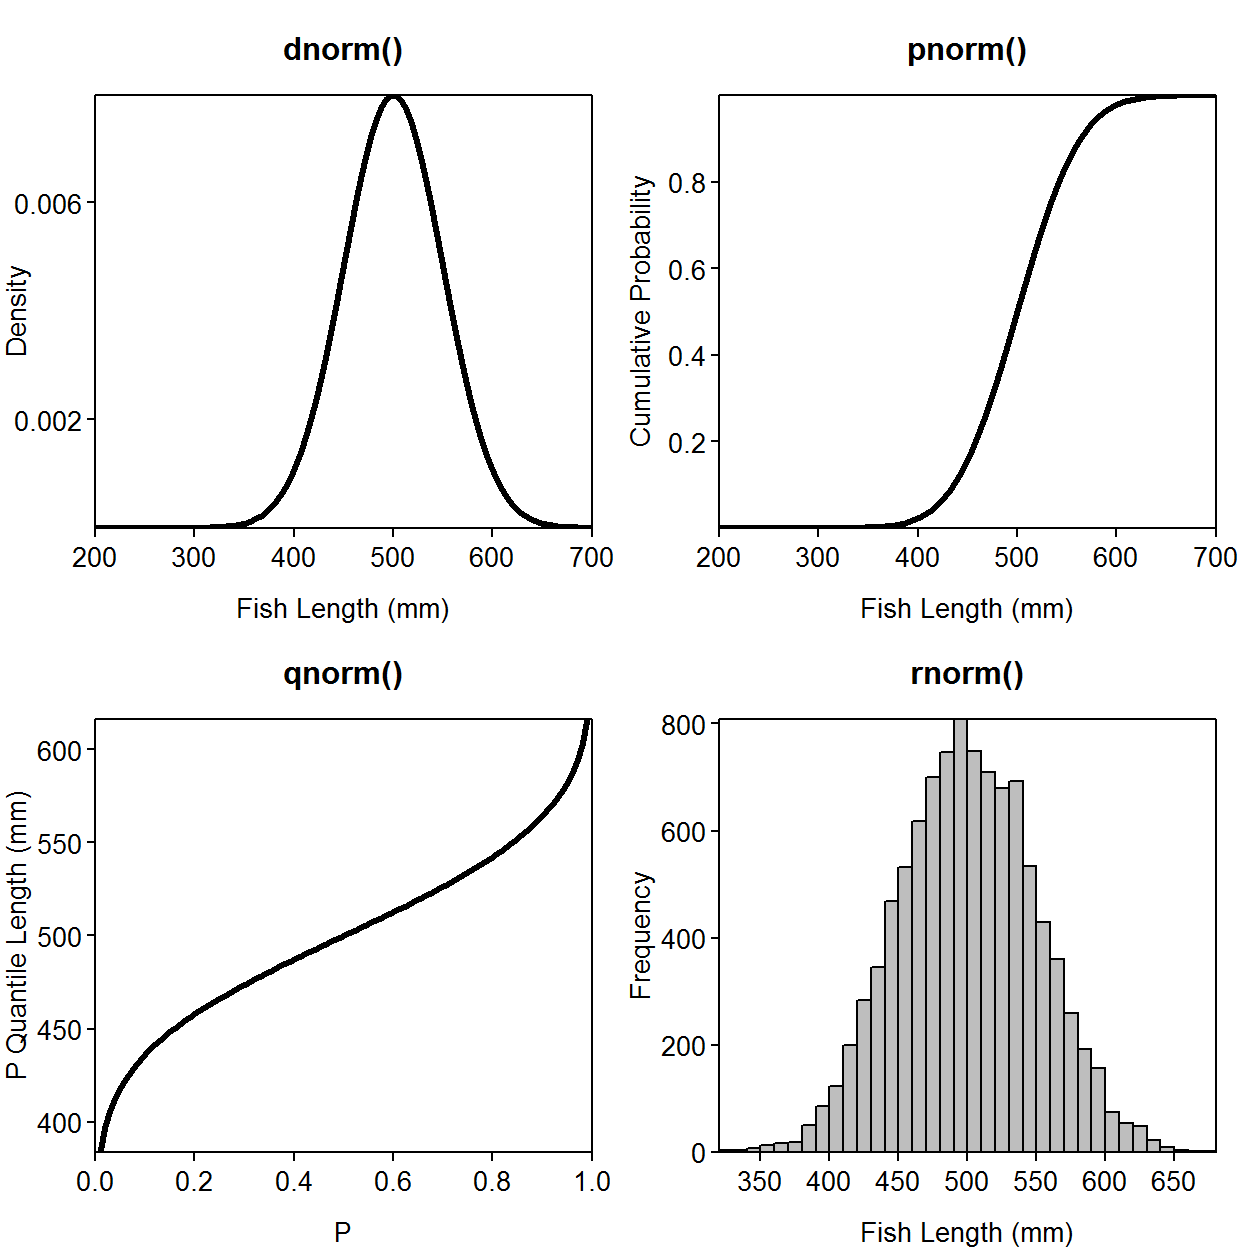 dnorm()
Density
0.006
0.002
200 300 400 500 600 700
Fish Length (mm)
pnorm()
Cumulative Probability
0.8
0.6
0.4
0.2
200 300 400 500 600 700
Fish Length (mm)
qnorm()
P Quantile Length (mm)
600
550
500
450
400
0.0 0.2 0.4 0.6 0.8 1.0
P
rnorm()
Frequency
800
600
400
200
0
350 400 450 500 550 600 650
Fish Length (mm)